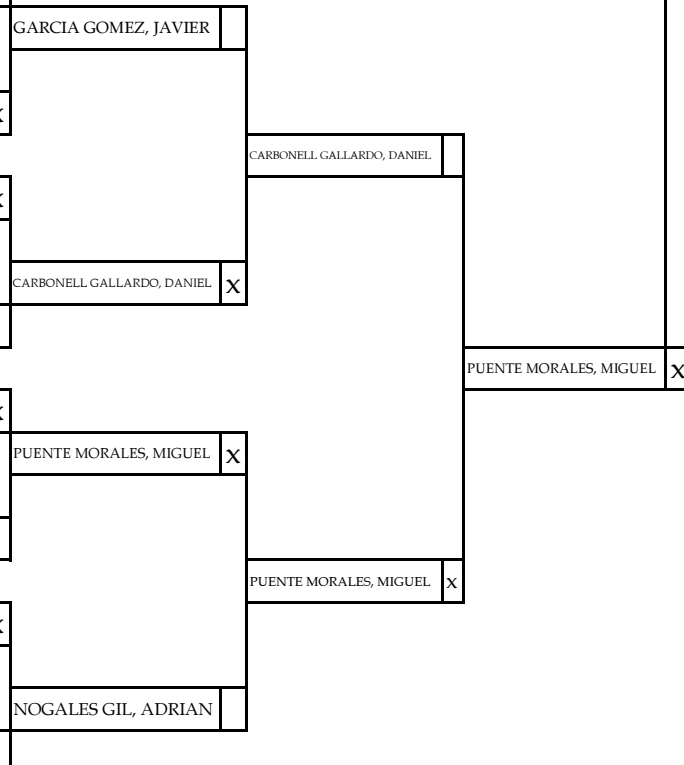 GARCIA GOMEZ, JAVIER
x
CARBONELL GALLARDO, DANIEL
x
CARBONELL GALLARDO, DANIEL x
PUENTE MORALES, MIGUEL x
x
PUENTE MORALES, MIGUEL x
PUENTE MORALES, MIGUEL x
x
NOGALES GIL, ADRIAN